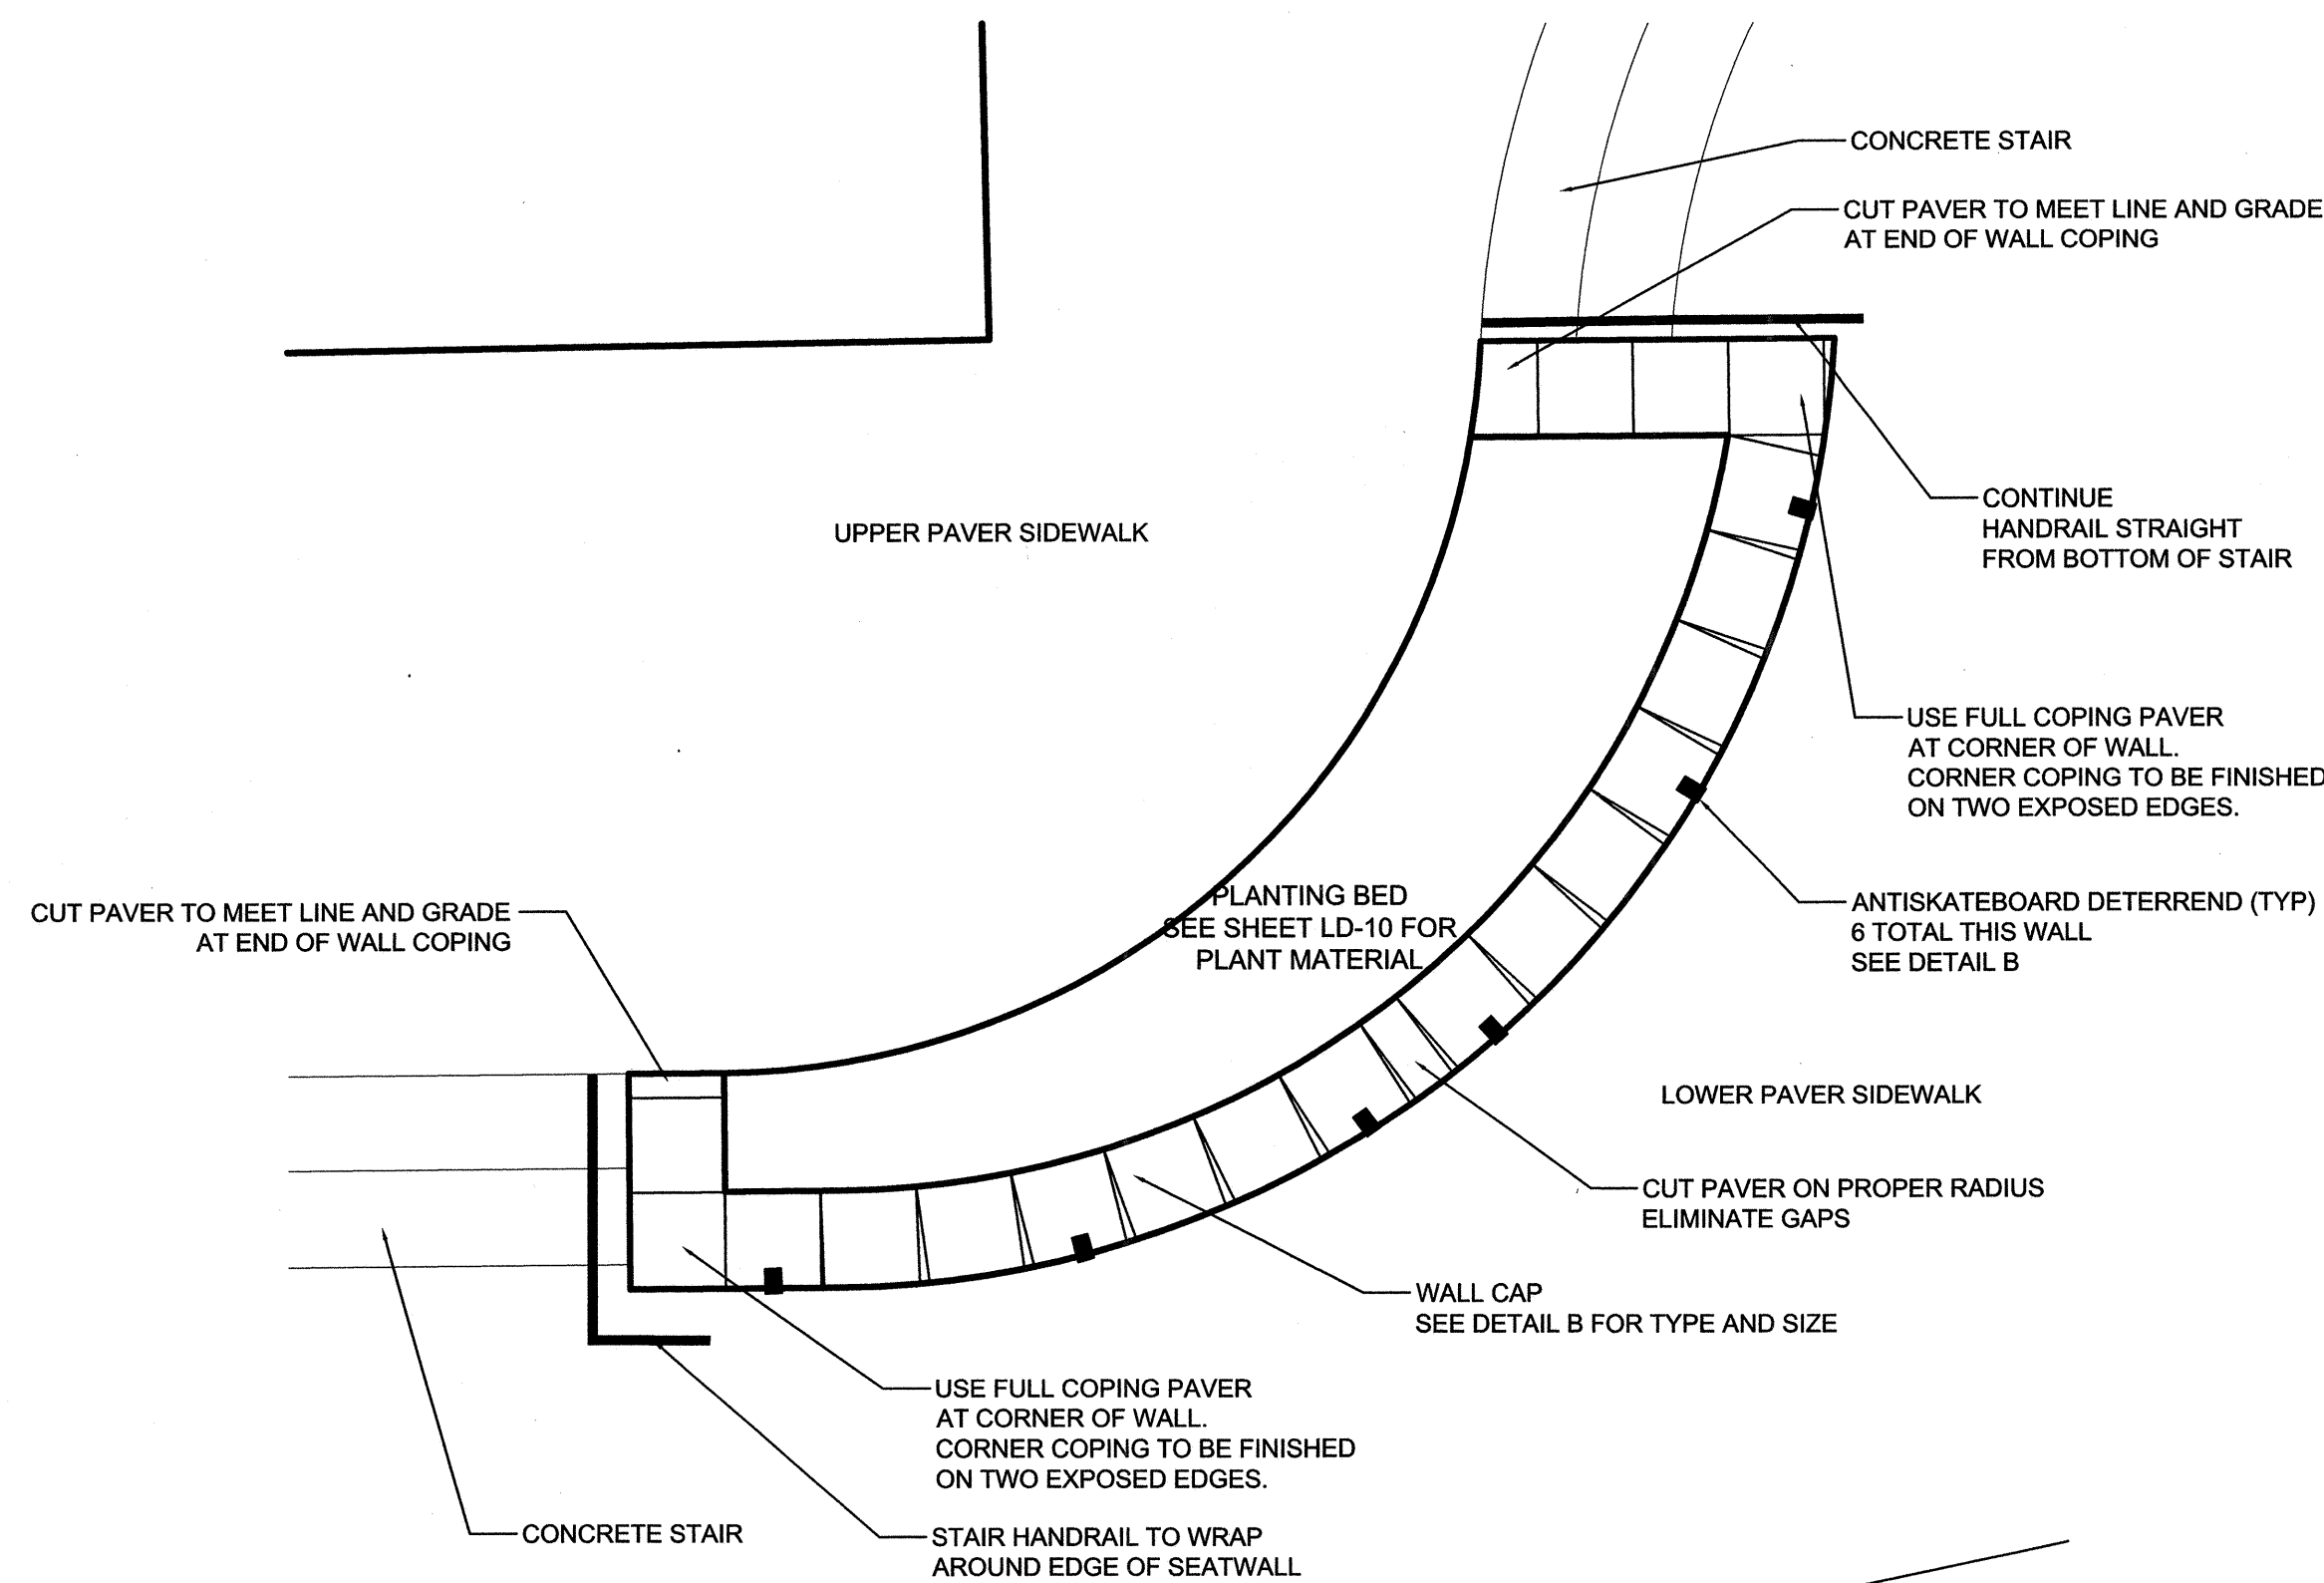 CONCRETE STAIR
CUT PAVER TO MEET LINE AND GRADE
AT END OF WALL COPING
CONTINUE
HANDRAIL STRAIGHT
FROM BOTTOM OF STAIR
UPPER PAVER SIDEWALK
USE FULL COPING PAVER
AT CORNER OF WALL.
CORNER COPING TO BE FINISHED
ON TWO EXPOSED EDGES.
PLANTING BED
SEE SHEET LD-10 FOR
PLANT MATERIAL
ANTISKATEBOARD DETERREND (TYP)
6 TOTAL THIS WALL
SEE DETAIL B
CUT PAVER TO MEET LINE AND GRADE
AT END OF WALL COPING
LOWER PAVER SIDEWALK
CUT PAVER ON PROPER RADIUS
ELIMINATE GAPS
WALL CAP
SEE DETAIL B FOR TYPE AND SIZE
USE FULL COPING PAVER
AT CORNER OF WALL.
CORNER COPING TO BE FINISHED
ON TWO EXPOSED EDGES.
CONCRETE STAIR
STAIR HANDRAIL TO WRAP
AROUND EDGE OF SEATWALL